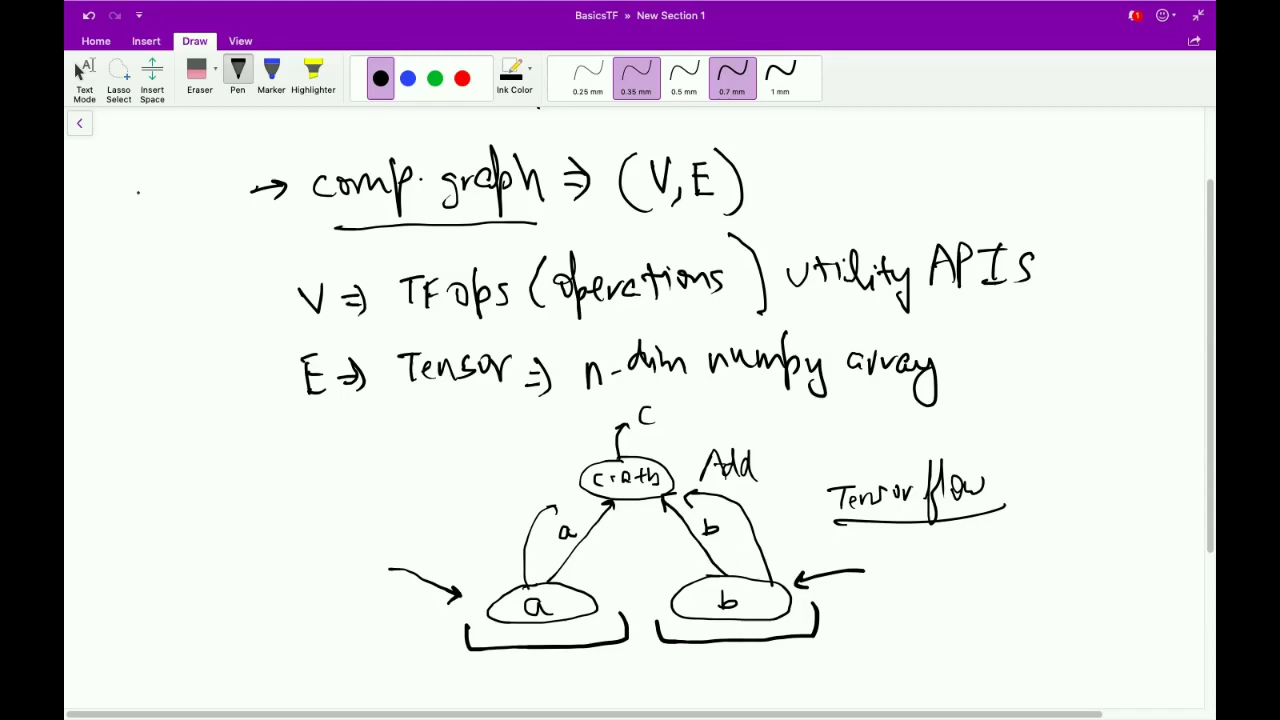 BasicsTF » New Section 1
1
Home Insert Draw View
Text Mode
Lasso Select
Insert Space
Eraser
Pen
Marker
Highlighter
Ink Color
0.25 mm
0.35 mm
0.5 mm
0.7 mm
1 mm
→ comp. graph ⇒ (V, E)
V ⇒ TF ops (operations) utility APIs
E ⇒ Tensor ⇒ n-dim numpy array
c
c=a+b Add
Tensor flow
a b
a b